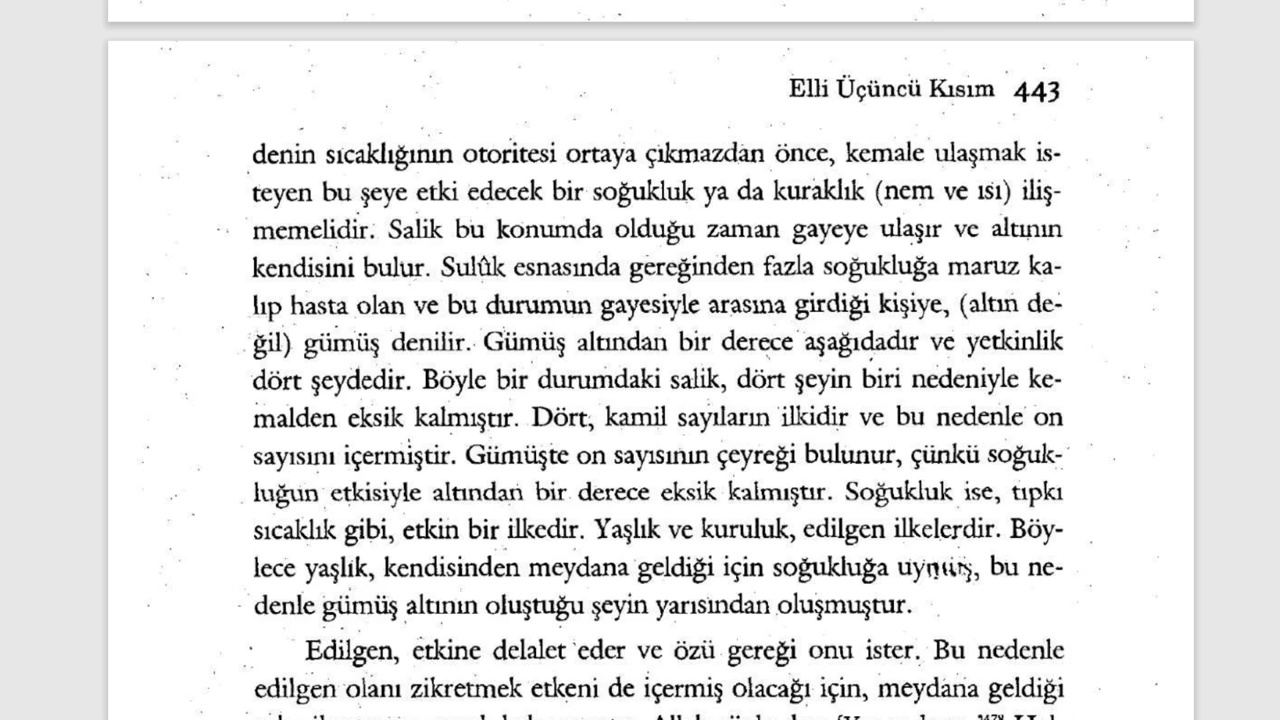 Elli Üçüncü Kısım 443
denin sıcaklığının otoritesi ortaya çıkmazdan önce, kemale ulaşmak is-
teyen bu şeye etki edecek bir soğukluk ya da kuraklık (nem ve ısı) iliş-
memelidir. Salik bu konumda olduğu zaman gayeye ulaşır ve altının
kendisini bulur. Sulûk esnasında gereğinden fazla soğukluğa maruz ka-
lıp hasta olan ve bu durumun gayesiyle arasına girdiği kişiye, (altın de-
ğil) gümüş denilir. Gümüş altından bir derece aşağıdadır ve yetkinlik
dört şeydedir. Böyle bir durumdaki salik, dört şeyin biri nedeniyle ke-
malden eksik kalmıştır. Dört, kamil sayıların ilkidir ve bu nedenle on
sayısını içermiştir. Gümüşte on sayısının çeyreği bulunur, çünkü soğuk-
luğun etkisiyle altından bir derece eksik kalmıştır. Soğukluk ise, tıpkı
sıcaklık gibi, etkin bir ilkedir. Yaşlık ve kuruluk, edilgen ilkelerdir. Böy-
lece yaşlık, kendisinden meydana geldiği için soğukluğa uymuş, bu ne-
denle gümüş altının oluştuğu şeyin yarısından oluşmuştur.
Edilgen, etkine delalet eder ve özü gereği onu ister. Bu nedenle
edilgen olanı zikretmek etkeni de içermiş olacağı için, meydana geldiği